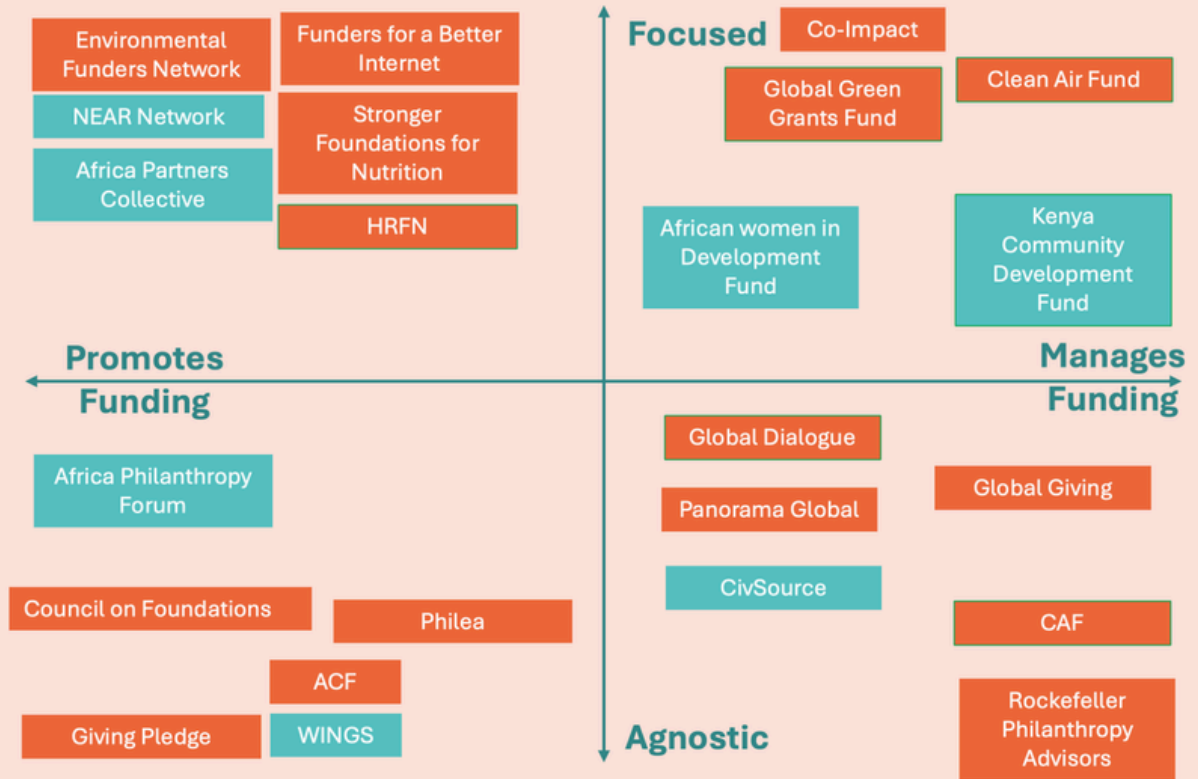 Environmental
Funders Network
Funders for a Better
Internet
NEAR Network
Stronger
Foundations for
Nutrition
Africa Partners
Collective
HRFN
Focused
Co-Impact
Global Green
Grants Fund
Clean Air Fund
African women in
Development
Fund
Kenya
Community
Development
Fund
Promotes
Funding
Manages
Funding
Africa Philanthropy
Forum
Council on Foundations
Philea
ACF
Giving Pledge
WINGS
Global Dialogue
Global Giving
Panorama Global
CivSource
CAF
Rockefeller
Philanthropy
Advisors
Agnostic